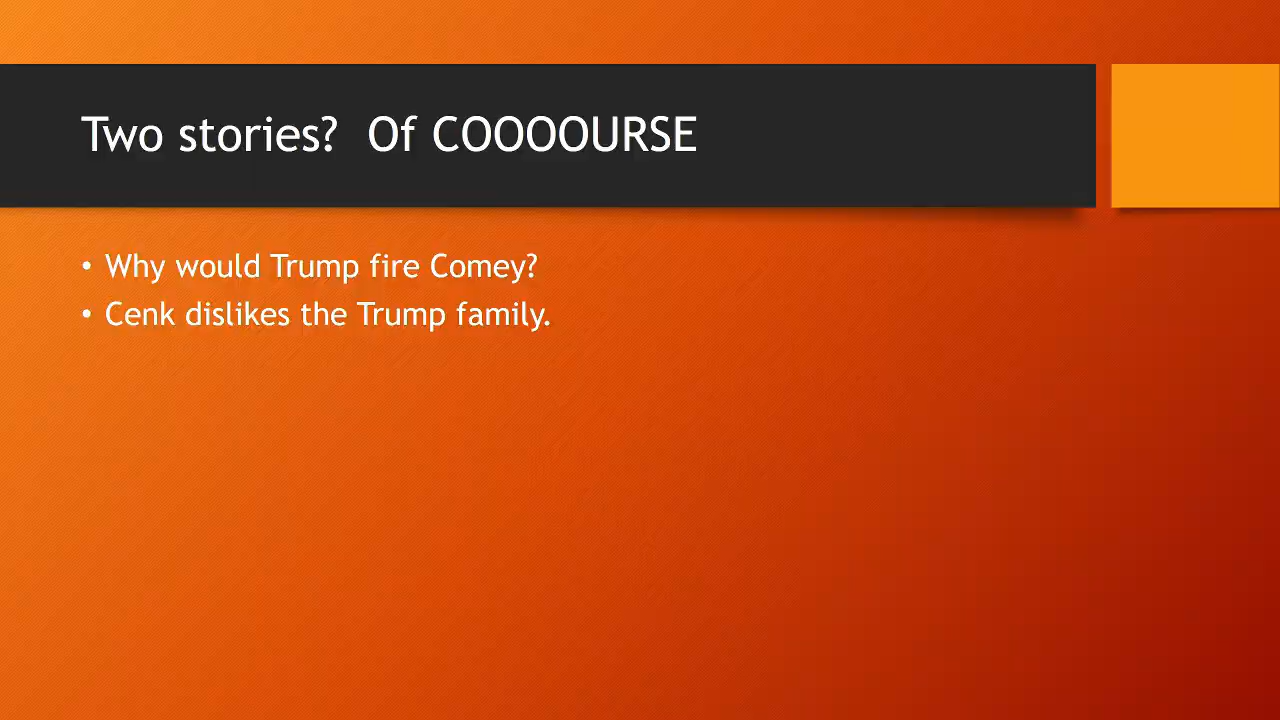 Two stories?  Of COOOOURSE
• Why would Trump fire Comey?
• Cenk dislikes the Trump family.